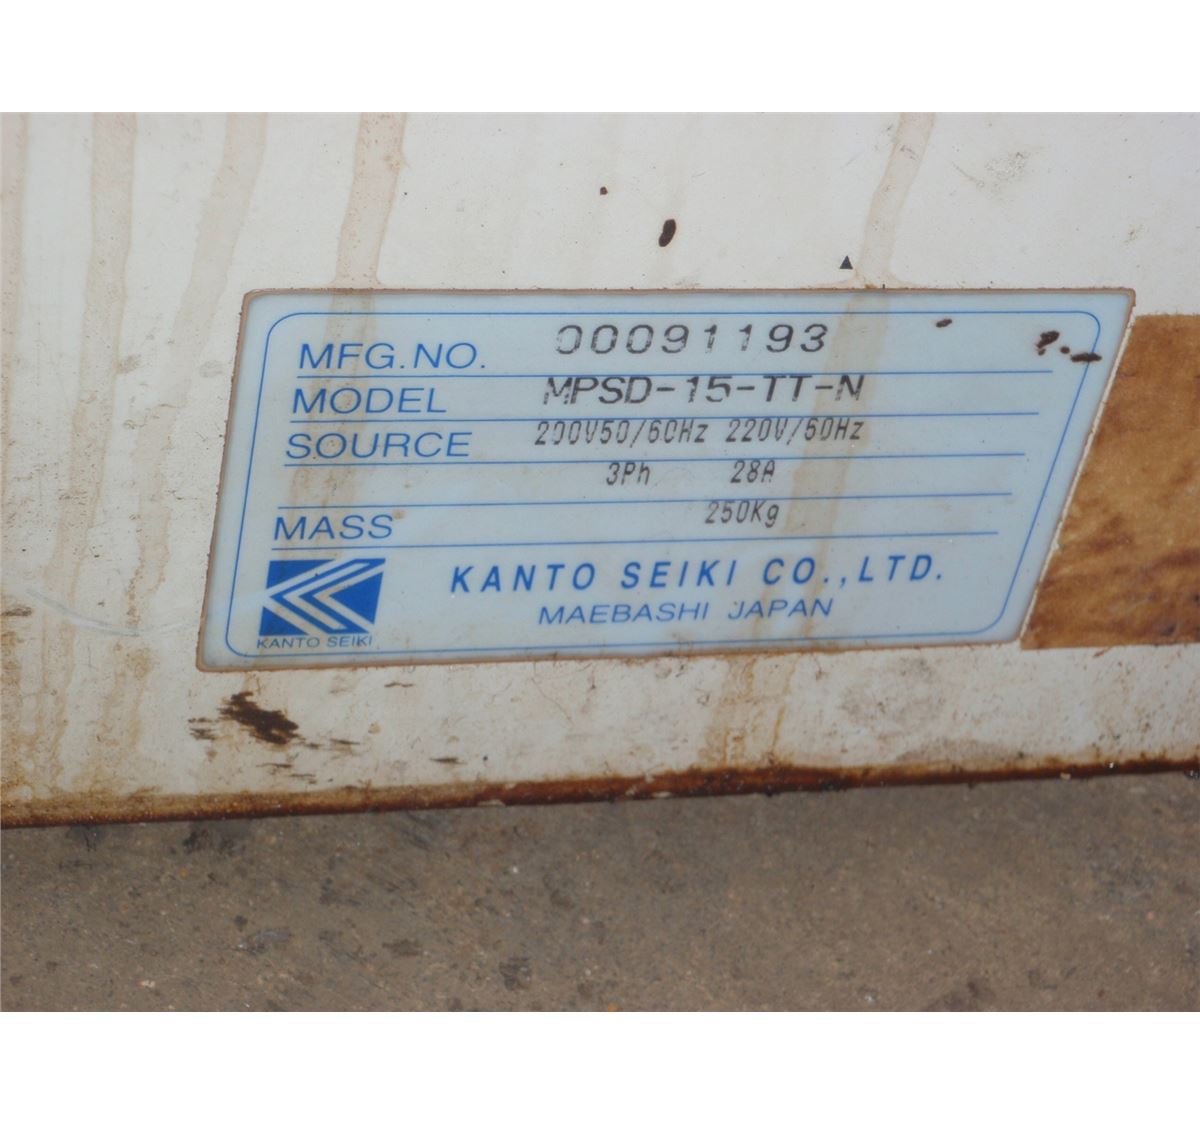 MFG.NO. 00091193
MODEL MPSD-15-TT-N
SOURCE 200V50/60Hz 220V/60Hz
3Ph 28A
MASS 250Kg
KANTO SEIKI CO.,LTD.
MAEBASHI JAPAN
KANTO SEIKI